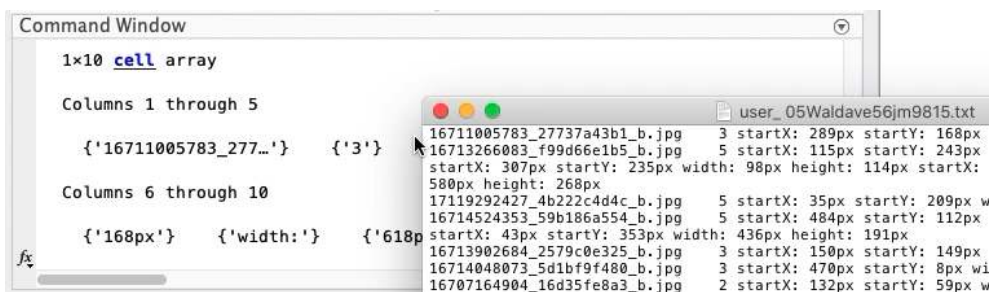 Command Window
1×10 cell array
Columns 1 through 5
{'16711005783_277…'} {'3'}
Columns 6 through 10
{'168px'} {'width:'} {'618p
fx
user_ 05Waldave56jm9815.txt
16711005783_27737a43b1_b.jpg 3 startX: 289px startY: 168px
16713266083_f99d66e1b5_b.jpg 5 startX: 115px startY: 243px
startX: 307px startY: 235px width: 98px height: 114px startX:
580px height: 268px
17119292427_4b222c4d4c_b.jpg 5 startX: 35px startY: 209px w
16714524353_59b186a554_b.jpg 5 startX: 484px startY: 112px
startX: 43px startY: 353px width: 436px height: 191px
16713902684_2579c0e325_b.jpg 3 startX: 150px startY: 149px
16714048073_5d1bf9f480_b.jpg 3 startX: 470px startY: 8px wi
16707164904_16d35fe8a3_b.jpg 2 startX: 132px startY: 59px w